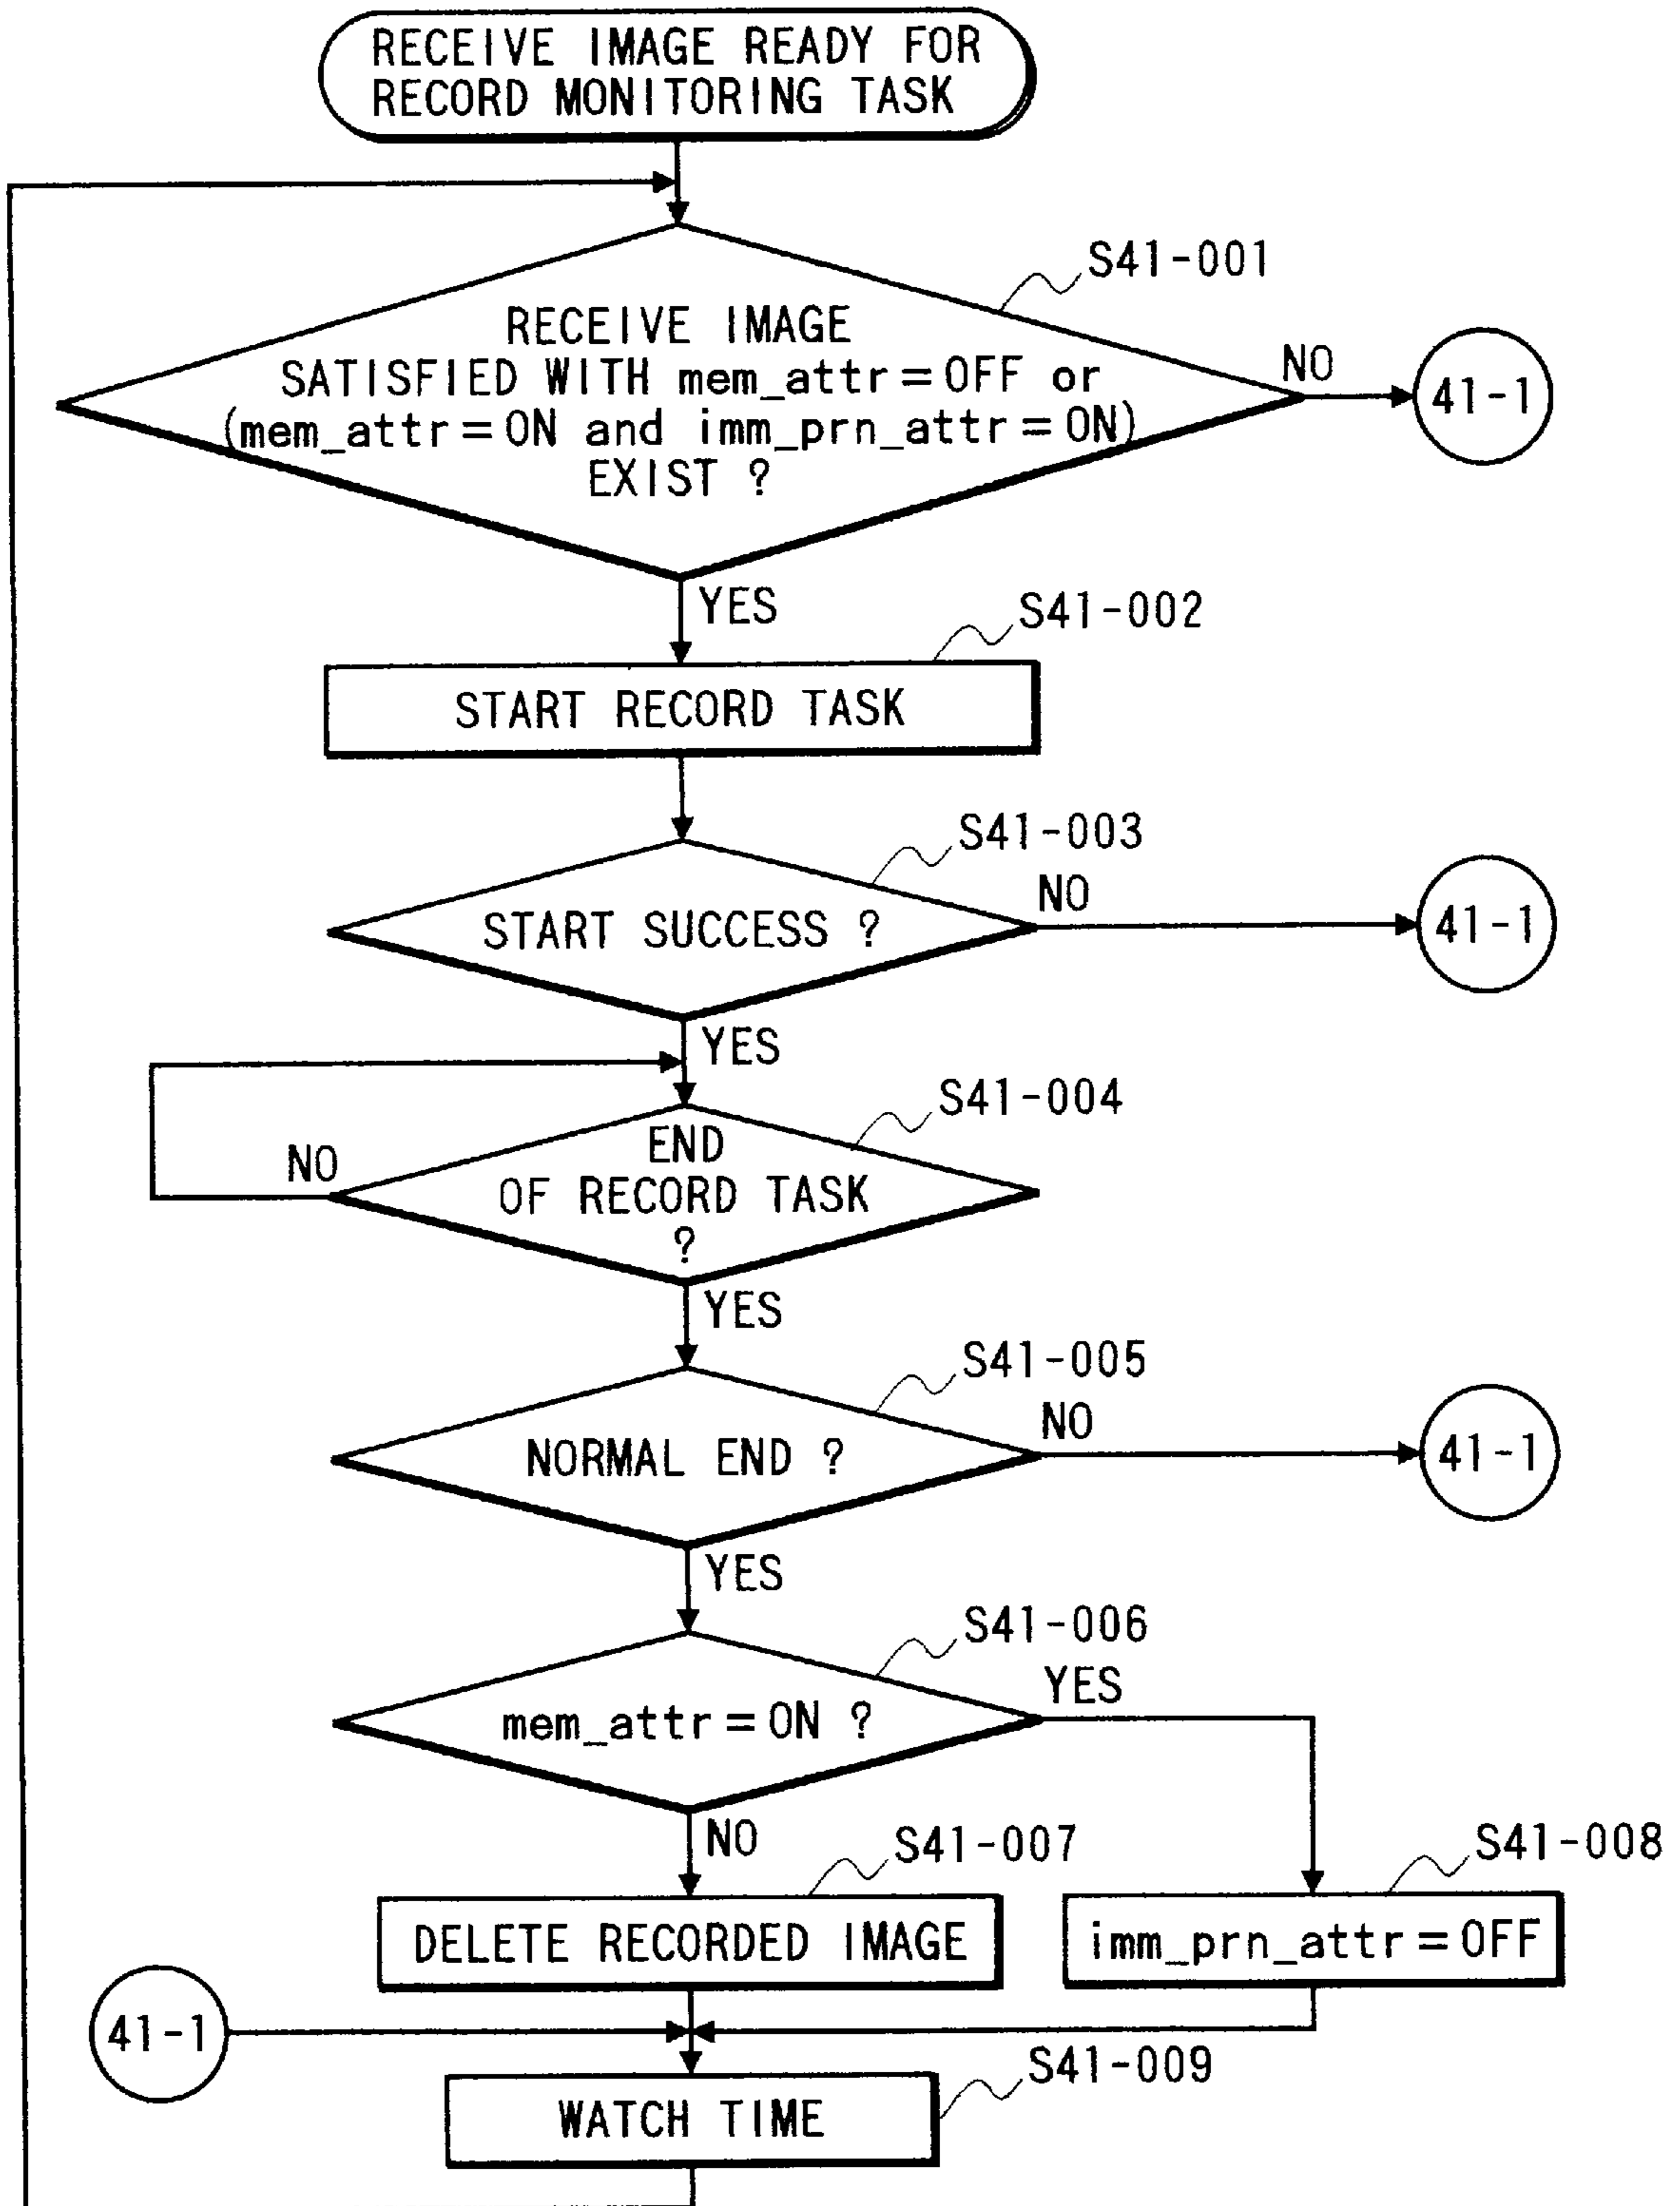 RECEIVE IMAGE READY FOR
RECORD MONITORING TASK
S41-001
RECEIVE IMAGE
SATISFIED WITH mem_attr=OFF or
(mem_attr=ON and imm_prn_attr=ON)
EXIST ?
NO
41-1
YES
S41-002
START RECORD TASK
S41-003
START SUCCESS ?
NO
41-1
YES
S41-004
END
OF RECORD TASK
?
NO
YES
S41-005
NORMAL END ?
NO
41-1
YES
S41-006
mem_attr=ON ?
YES
NO
S41-007
DELETE RECORDED IMAGE
S41-008
imm_prn_attr=OFF
41-1
S41-009
WATCH TIME